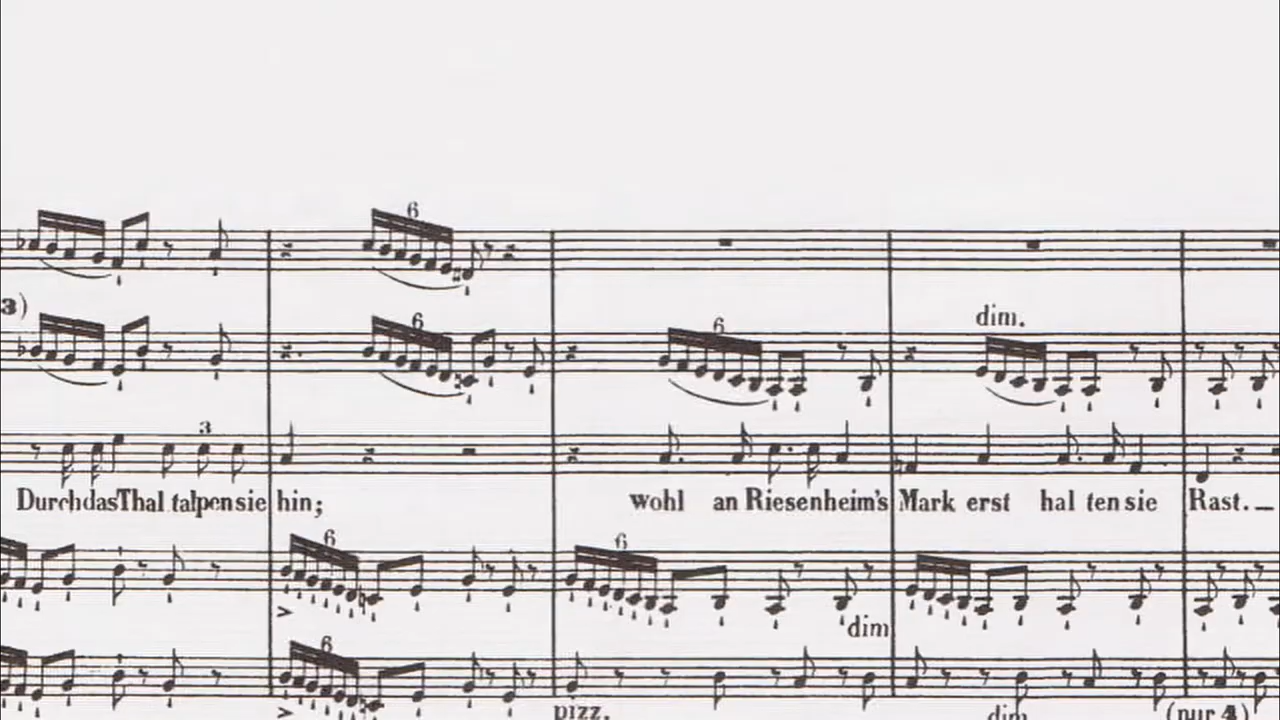 6
3)
6
6
dim.
3
Durch das Thal talpen sie hin; wohl an Riesenheim's Mark erst hal ten sie Rast. _
6
6
dim
6
pizz.
dim
(nur 4)